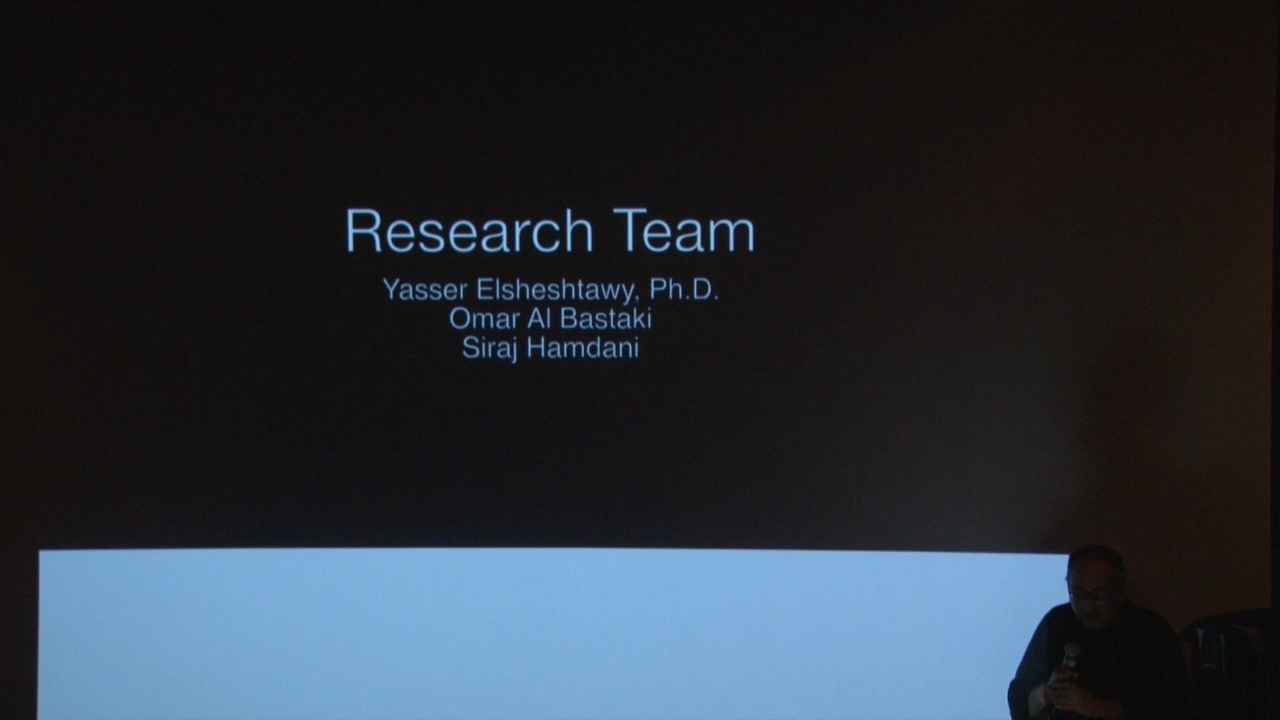 Research Team
Yasser Elsheshtawy, Ph.D.
Omar Al Bastaki
Siraj Hamdani